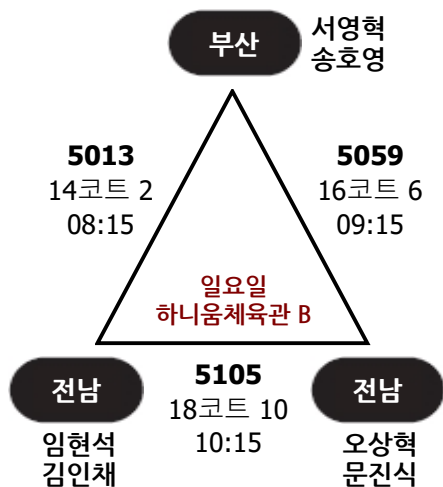 부산
서영혁
송호영
5013
14코트 2
08:15
5059
16코트 6
09:15
일요일
하니움체육관 B
전남
임현석
김인채
5105
18코트 10
10:15
전남
오상혁
문진식